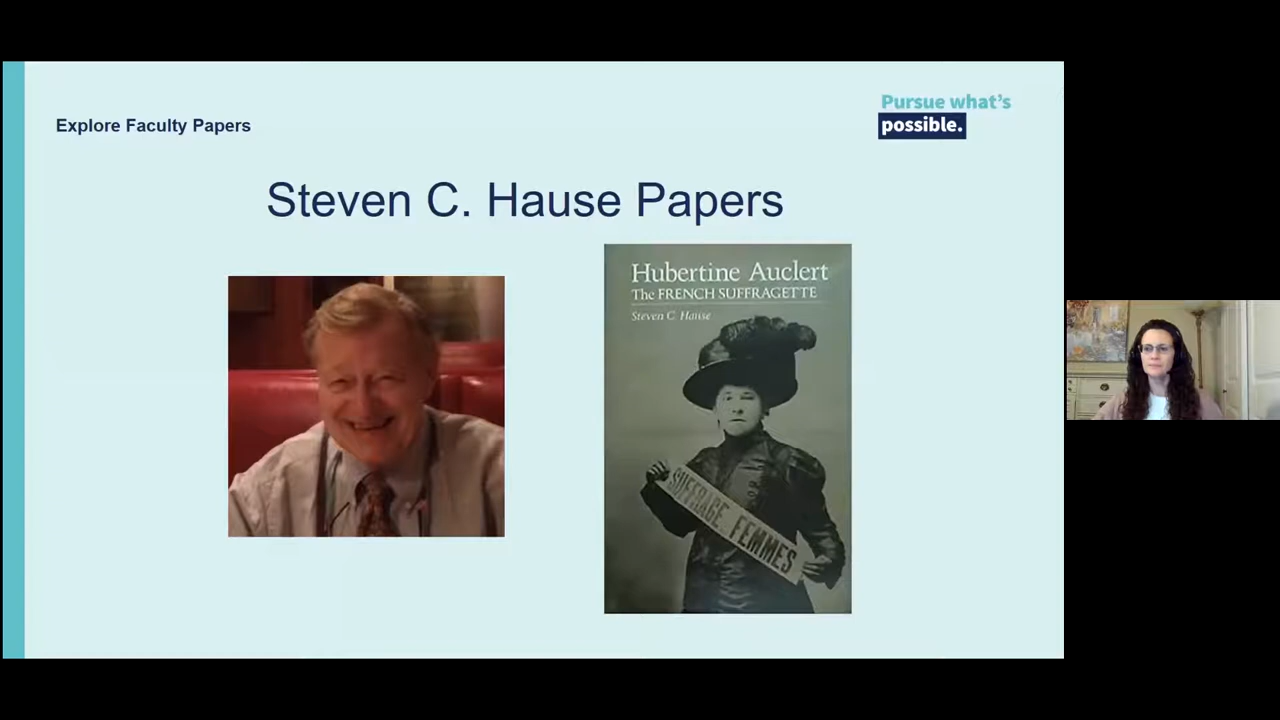 Explore Faculty Papers
Pursue what's
possible.
Steven C. Hause Papers
Hubertine Auclert
The FRENCH SUFFRAGETTE
Steven C. Hause
SUFFRAGE FEMMES